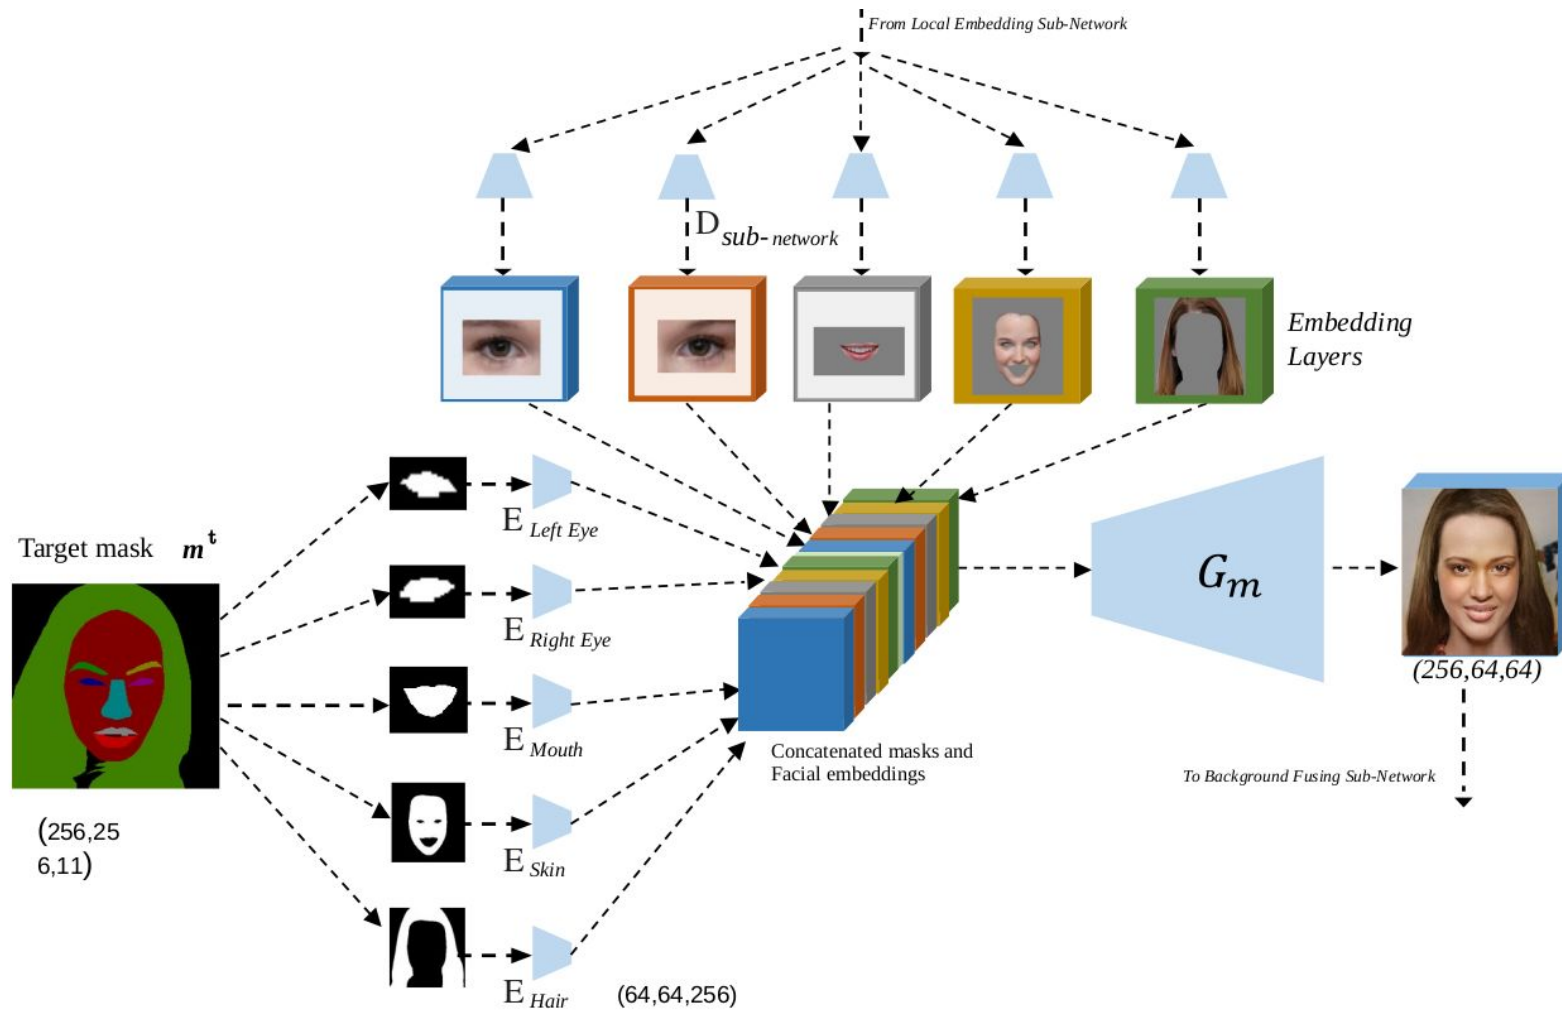 From Local Embedding Sub-Network
D sub- network
Embedding
Layers
Target mask m t
E Left Eye
E Right Eye
E Mouth
E Skin
E Hair
(256,25
6,11)
(64,64,256)
Concatenated masks and
Facial embeddings
Gm
(256,64,64)
To Background Fusing Sub-Network